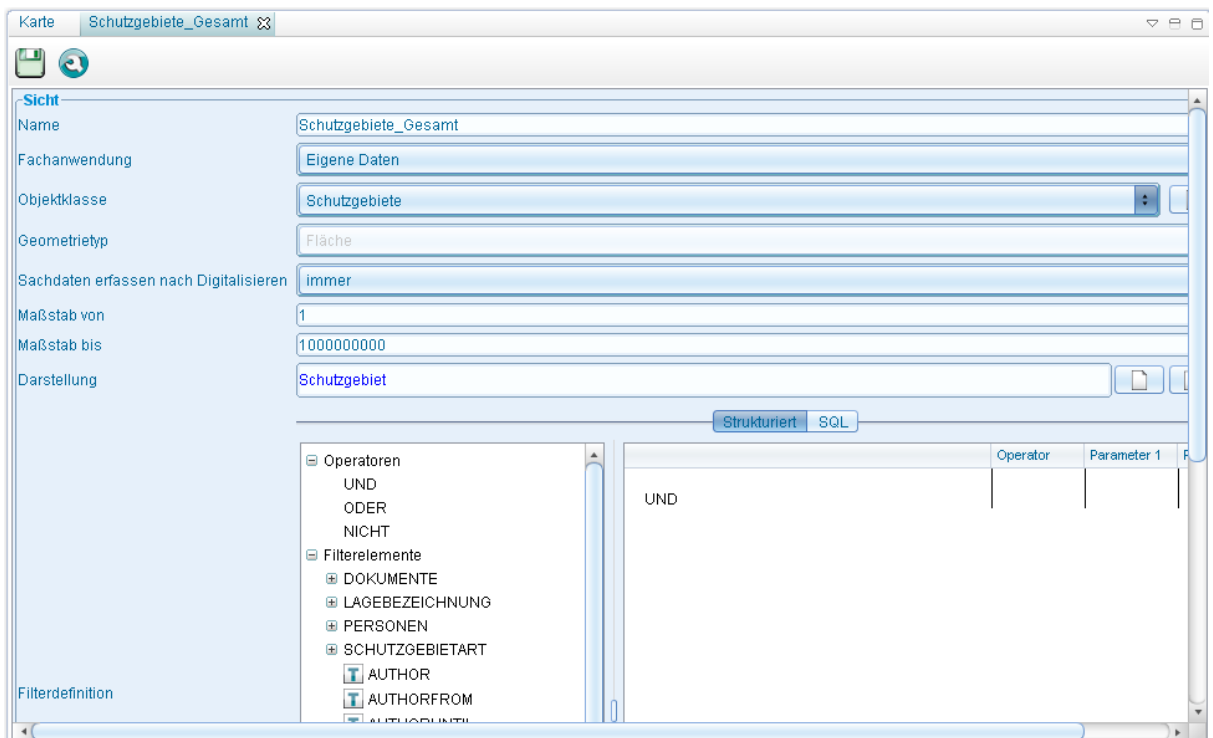 Karte Schutzgebiete_Gesamt
Sicht
Name Schutzgebiete_Gesamt
Fachanwendung Eigene Daten
Objektklasse Schutzgebiete
Geometrietyp Fläche
Sachdaten erfassen nach Digitalisieren immer
Maßstab von 1
Maßstab bis 1000000000
Darstellung Schutzgebiet
Strukturiert SQL
Operatoren
UND
ODER
NICHT
Filterelemente
DOKUMENTE
LAGEBEZEICHNUNG
PERSONEN
SCHUTZGEBIETART
T AUTHOR
T AUTHORFROM
Operator Parameter 1
UND
Filterdefinition